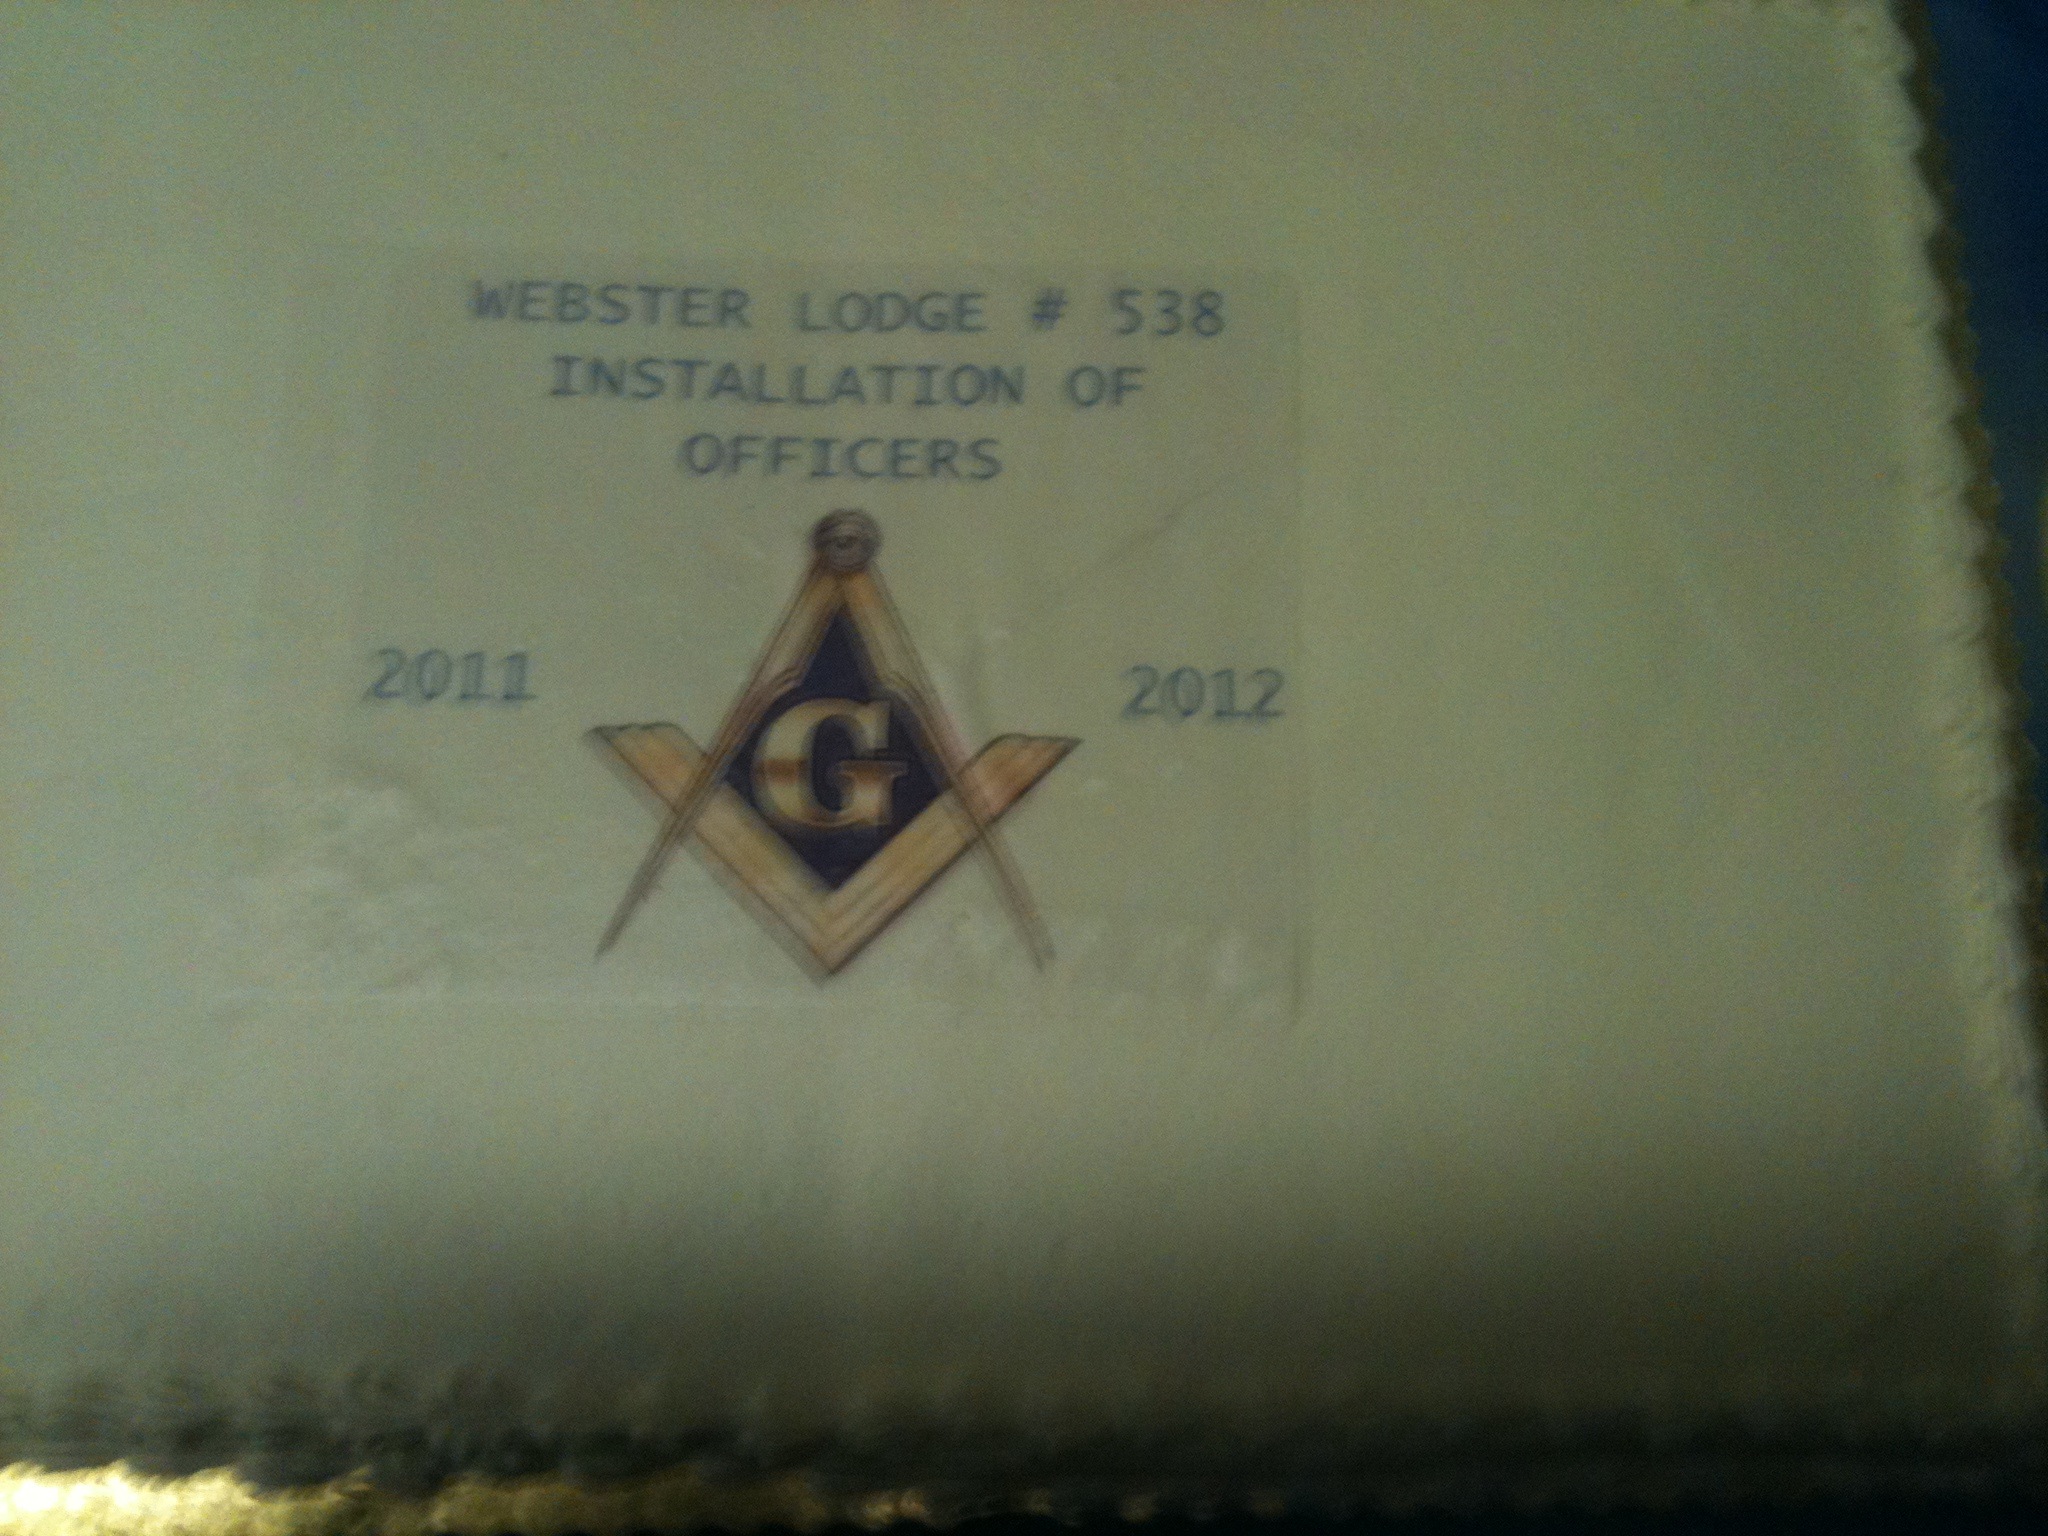 WEBSTER LODGE # 538
INSTALLATION OF
OFFICERS
2011 2012
G